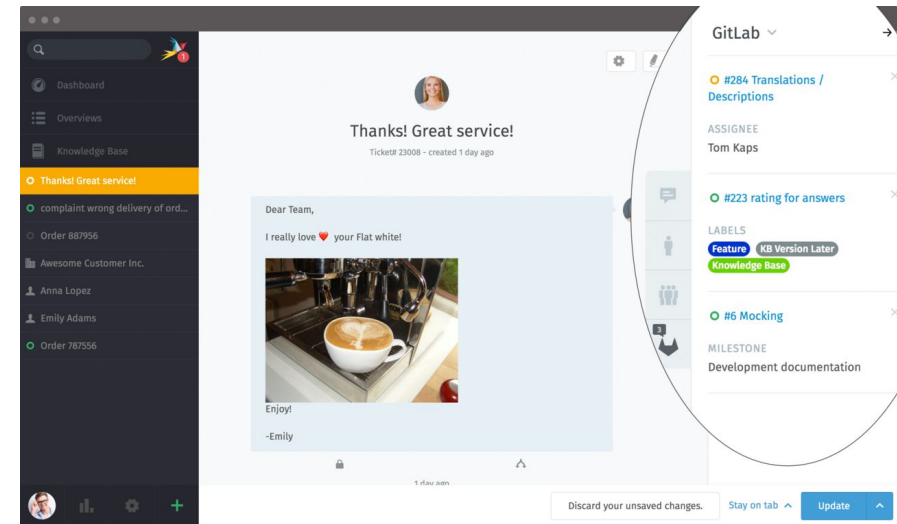 1
Dashboard
Overviews
Knowledge Base
Thanks! Great service!
complaint wrong delivery of ord...
Order 887956
Awesome Customer Inc.
Anna Lopez
Emily Adams
Order 787556
Thanks! Great service!
Ticket# 23008 - created 1 day ago
Dear Team,
I really love ❤ your Flat white!
Enjoy!
-Emily
1 day ago
3
GitLab
#284 Translations /
Descriptions
ASSIGNEE
Tom Kaps
#223 rating for answers
LABELS
Feature KB Version Later
Knowledge Base
#6 Mocking
MILESTONE
Development documentation
Discard your unsaved changes.
Stay on tab
Update